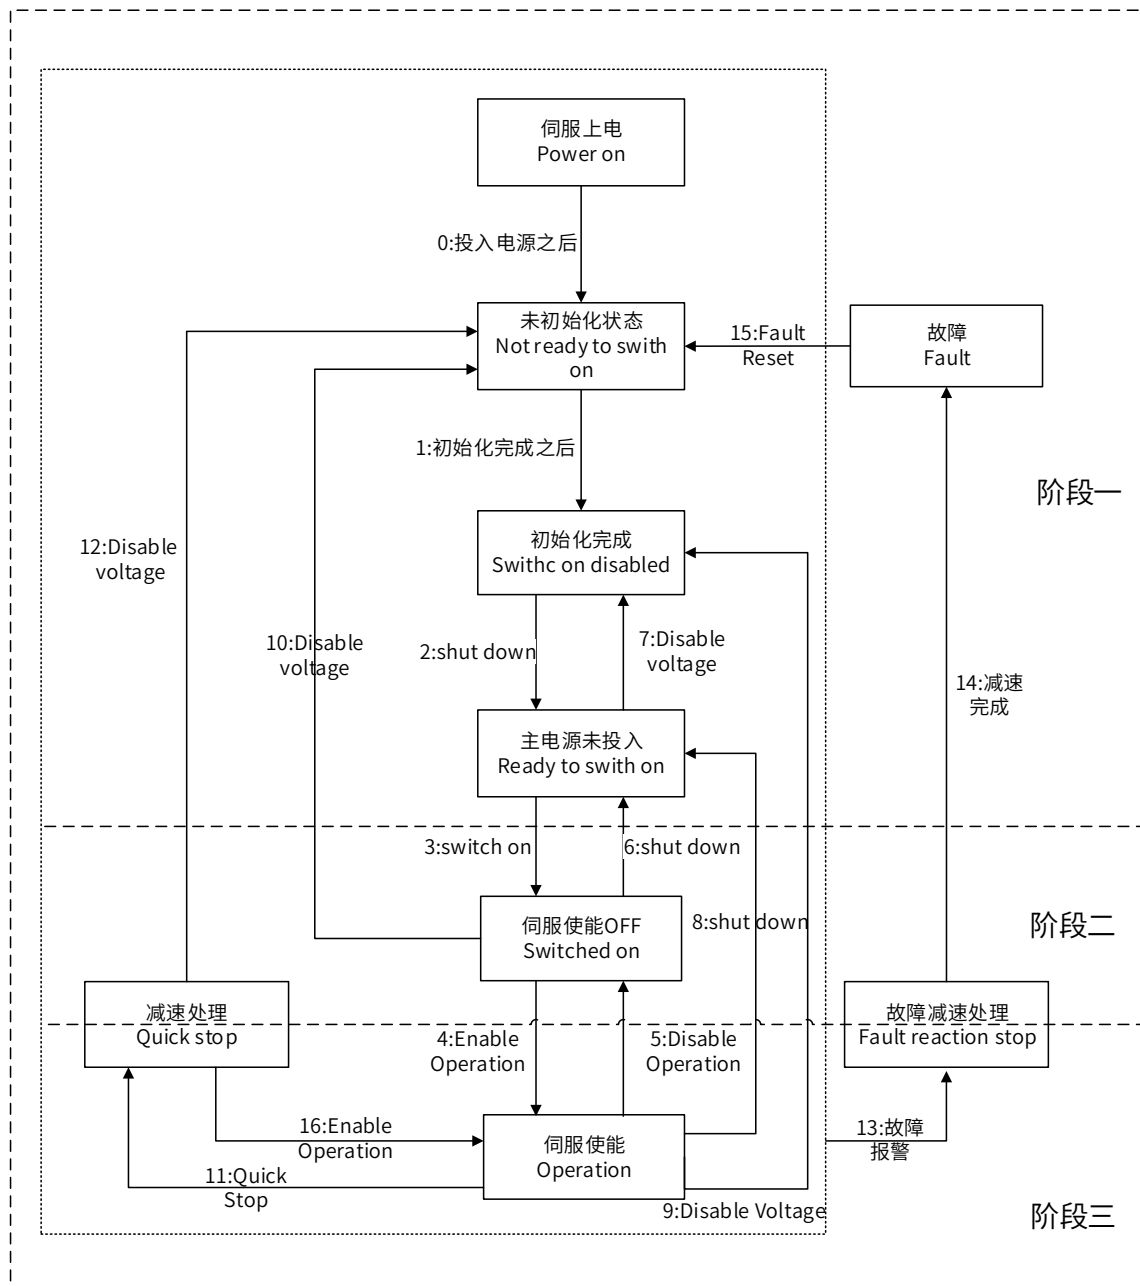 伺服上电
Power on
0:投入电源之后
未初始化状态
Not ready to swith
on
15:Fault
Reset
故障
Fault
1:初始化完成之后
阶段一
初始化完成
Swithc on disabled
12:Disable
voltage
10:Disable
voltage
2:shut down
7:Disable
voltage
14:减速
完成
主电源未投入
Ready to swith on
3:switch on
6:shut down
伺服使能OFF
Switched on
8:shut down
阶段二
减速处理
Quick stop
故障减速处理
Fault reaction stop
4:Enable
Operation
5:Disable
Operation
16:Enable
Operation
伺服使能
Operation
13:故障
报警
11:Quick
Stop
9:Disable Voltage
阶段三